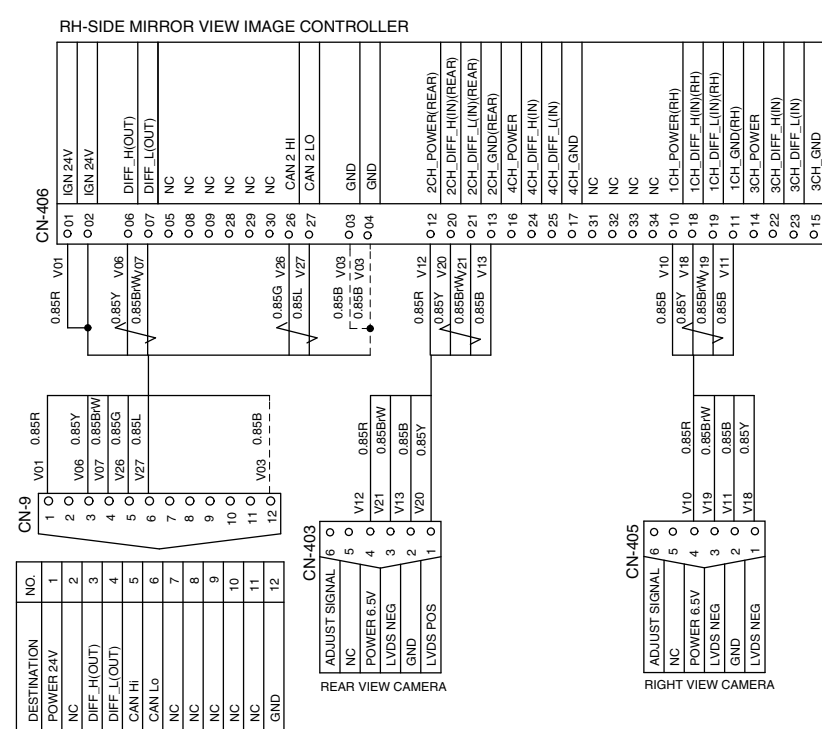 RH-SIDE MIRROR VIEW IMAGE CONTROLLER
CN-406
IGN 24V
IGN 24V
DIFF_H(OUT)
DIFF_L(OUT)
NC
NC
NC
NC
NC
NC
CAN 2 HI
CAN 2 LO
GND
GND
2CH_POWER(REAR)
2CH_DIFF_H(IN)(REAR)
2CH_DIFF_L(IN)(REAR)
2CH_GND(REAR)
4CH_POWER
4CH_DIFF_H(IN)
4CH_DIFF_L(IN)
4CH_GND
NC
NC
NC
NC
1CH_POWER(RH)
1CH_DIFF_H(IN)(RH)
1CH_DIFF_L(IN)(RH)
1CH_GND(RH)
3CH_POWER
3CH_DIFF_H(IN)
3CH_DIFF_L(IN)
3CH_GND
01
02
06
07
05
08
09
28
29
30
26
27
03
04
12
20
21
13
16
24
25
17
31
32
33
34
10
18
19
11
14
22
23
15
0.85R V01
0.85Y V06
0.85BrW V07
0.85G V26
0.85L V27
0.85B V03
0.85B V03
0.85R V12
0.85Y V20
0.85BrW V21
0.85B V13
0.85B V10
0.85Y V18
0.85BrW V19
0.85B V11
CN-9
V01 0.85R
V06 0.85Y
V07 0.85BrW
V26 0.85G
V27 0.85L
V03 0.85B
1
2
3
4
5
6
7
8
9
10
11
12
DESTINATION NO.
POWER 24V 1
NC 2
DIFF_H(OUT) 3
DIFF_L(OUT) 4
CAN Hi 5
CAN Lo 6
NC 7
NC 8
NC 9
NC 10
NC 11
GND 12
CN-403
V12 0.85R
V21 0.85BrW
V13 0.85B
V20 0.85Y
ADJUST SIGNAL 6
NC 5
POWER 6.5V 4
LVDS NEG 3
GND 2
LVDS POS 1
REAR VIEW CAMERA
CN-405
V10 0.85R
V19 0.85BrW
V11 0.85B
V18 0.85Y
ADJUST SIGNAL 6
NC 5
POWER 6.5V 4
LVDS NEG 3
GND 2
LVDS NEG 1
RIGHT VIEW CAMERA